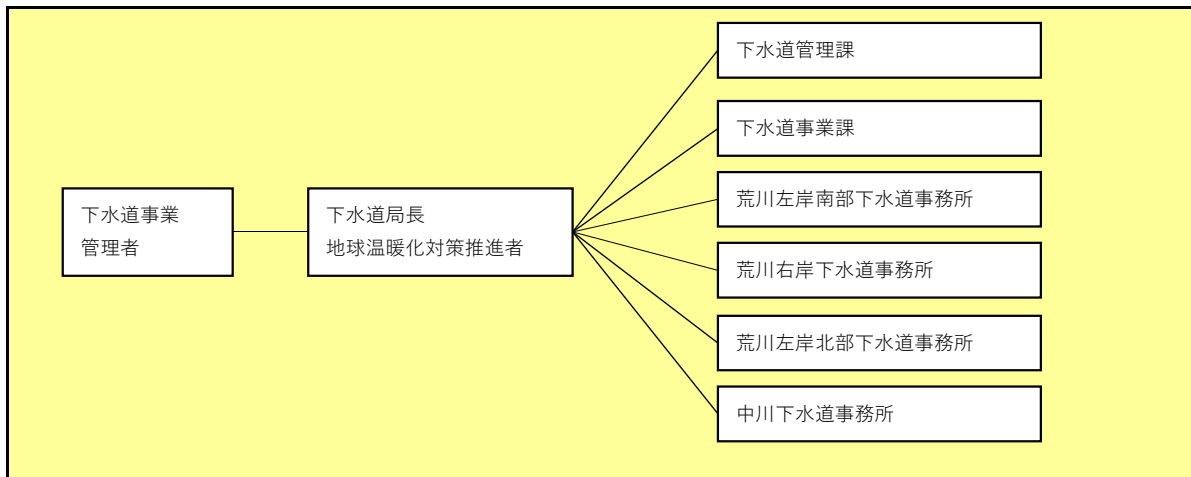 下水道事業
管理者
下水道局長
地球温暖化対策推進者
下水道管理課
下水道事業課
荒川左岸南部下水道事務所
荒川右岸下水道事務所
荒川左岸北部下水道事務所
中川下水道事務所